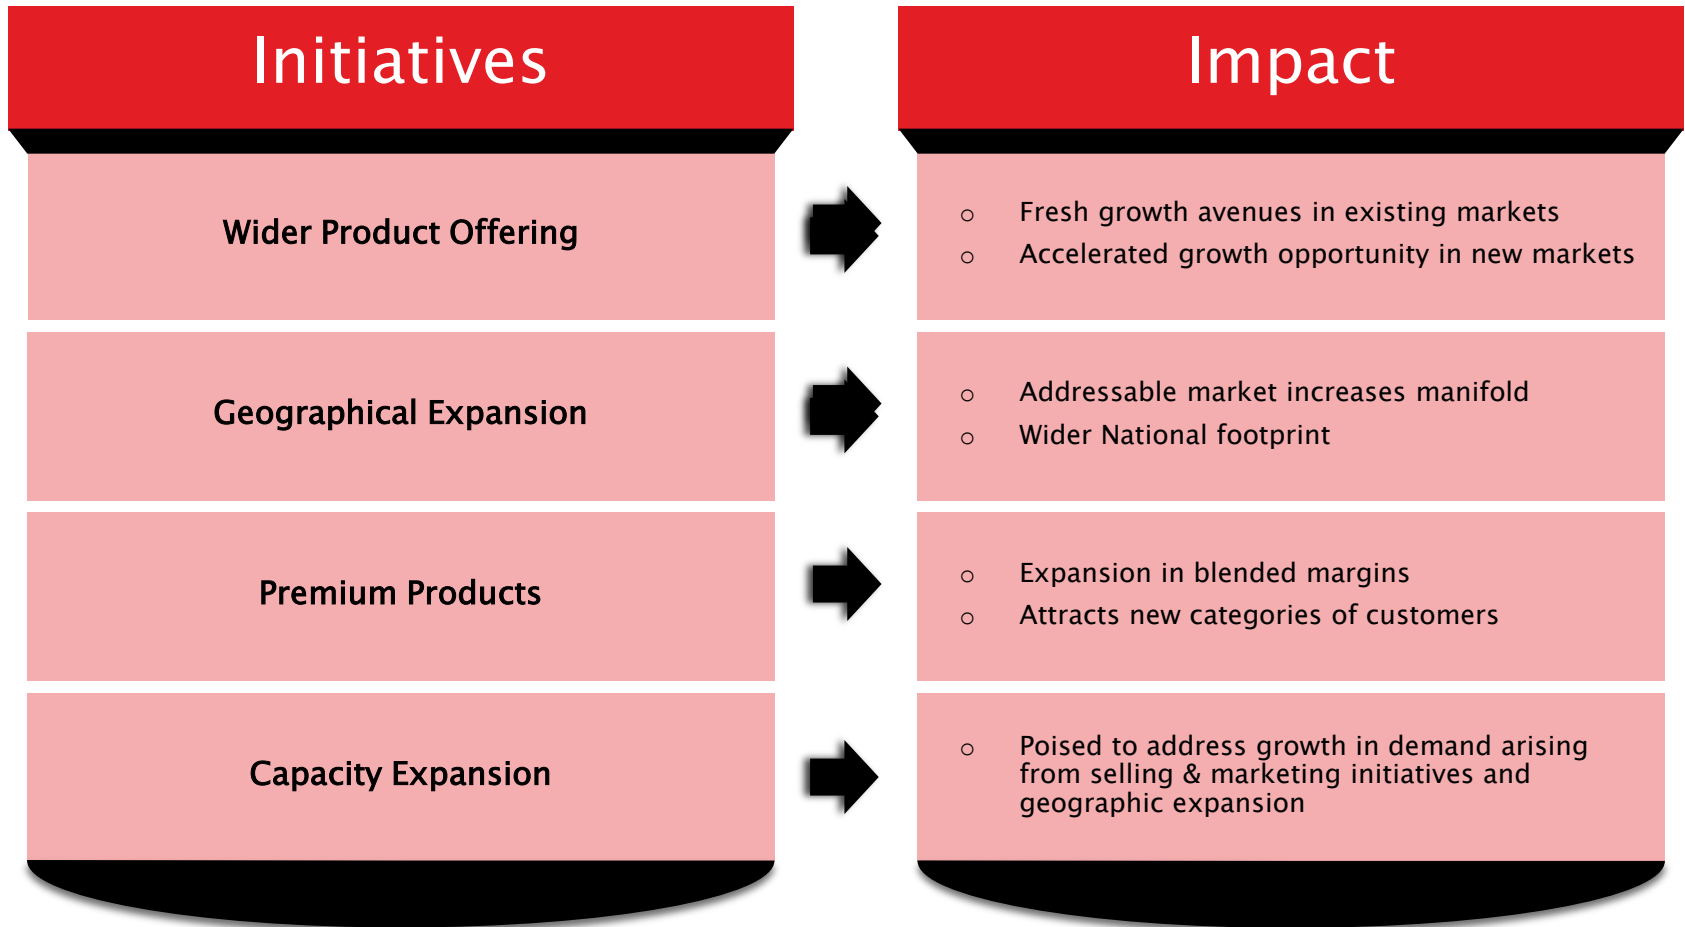 Initiatives
Impact
Wider Product Offering
○ Fresh growth avenues in existing markets
○ Accelerated growth opportunity in new markets
Geographical Expansion
○ Addressable market increases manifold
○ Wider National footprint
Premium Products
○ Expansion in blended margins
○ Attracts new categories of customers
Capacity Expansion
○ Poised to address growth in demand arising
from selling & marketing initiatives and
geographic expansion